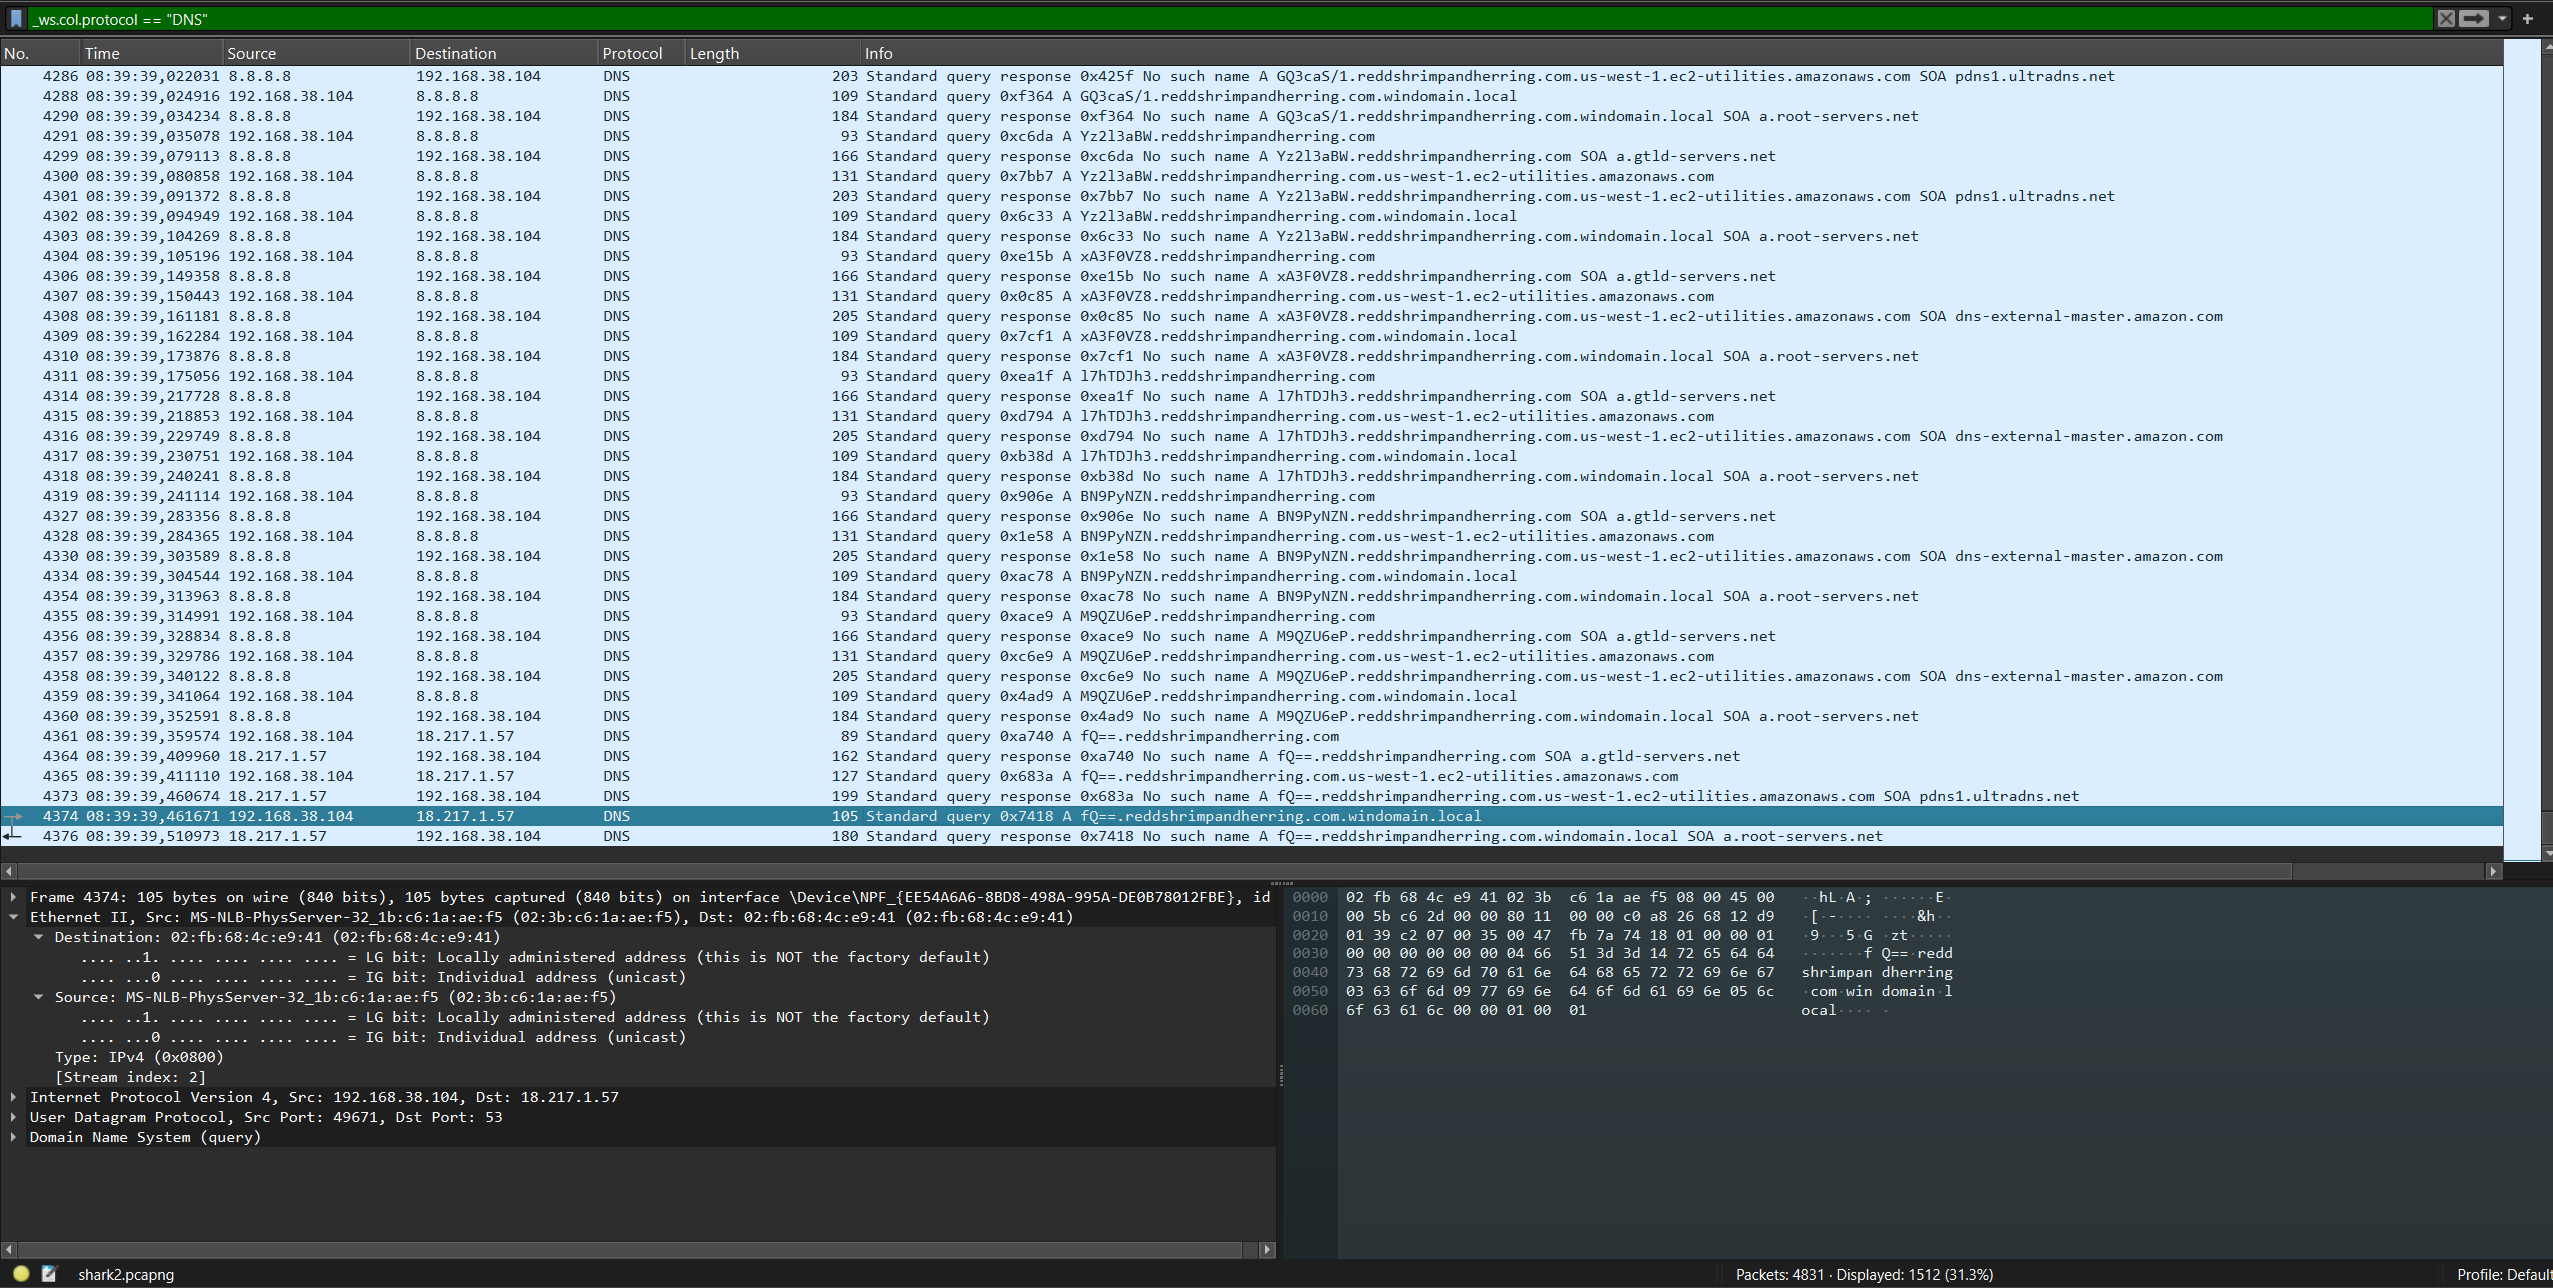 _ws.col.protocol == "DNS"
No. Time Source Destination Protocol Length Info
4286 08:39:39,022031 8.8.8.8 192.168.38.104 DNS 203 Standard query response 0x425f No such name A GQ3caS/1.reddshrimpandherring.com.us-west-1.ec2-utilities.amazonaws.com SOA pdns1.ultradns.net
4288 08:39:39,024916 192.168.38.104 8.8.8.8 DNS 109 Standard query 0xf364 A GQ3caS/1.reddshrimpandherring.com.windomain.local
4290 08:39:39,034234 8.8.8.8 192.168.38.104 DNS 184 Standard query response 0xf364 No such name A GQ3caS/1.reddshrimpandherring.com.windomain.local SOA a.root-servers.net
4291 08:39:39,035078 192.168.38.104 8.8.8.8 DNS 93 Standard query 0xc6da A Yz2l3aBW.reddshrimpandherring.com
4299 08:39:39,079113 8.8.8.8 192.168.38.104 DNS 166 Standard query response 0xc6da No such name A Yz2l3aBW.reddshrimpandherring.com SOA a.gtld-servers.net
4300 08:39:39,080858 192.168.38.104 8.8.8.8 DNS 131 Standard query 0x7bb7 A Yz2l3aBW.reddshrimpandherring.com.us-west-1.ec2-utilities.amazonaws.com
4301 08:39:39,091372 8.8.8.8 192.168.38.104 DNS 203 Standard query response 0x7bb7 No such name A Yz2l3aBW.reddshrimpandherring.com.us-west-1.ec2-utilities.amazonaws.com SOA pdns1.ultradns.net
4302 08:39:39,094949 192.168.38.104 8.8.8.8 DNS 109 Standard query 0x6c33 A Yz2l3aBW.reddshrimpandherring.com.windomain.local
4303 08:39:39,104269 8.8.8.8 192.168.38.104 DNS 184 Standard query response 0x6c33 No such name A Yz2l3aBW.reddshrimpandherring.com.windomain.local SOA a.root-servers.net
4304 08:39:39,105196 192.168.38.104 8.8.8.8 DNS 93 Standard query 0xe15b A xA3F0VZ8.reddshrimpandherring.com
4306 08:39:39,149358 8.8.8.8 192.168.38.104 DNS 166 Standard query response 0xe15b No such name A xA3F0VZ8.reddshrimpandherring.com SOA a.gtld-servers.net
4307 08:39:39,150443 192.168.38.104 8.8.8.8 DNS 131 Standard query 0x0c85 A xA3F0VZ8.reddshrimpandherring.com.us-west-1.ec2-utilities.amazonaws.com
4308 08:39:39,161181 8.8.8.8 192.168.38.104 DNS 205 Standard query response 0x0c85 No such name A xA3F0VZ8.reddshrimpandherring.com.us-west-1.ec2-utilities.amazonaws.com SOA dns-external-master.amazon.com
4309 08:39:39,162284 192.168.38.104 8.8.8.8 DNS 109 Standard query 0x7cf1 A xA3F0VZ8.reddshrimpandherring.com.windomain.local
4310 08:39:39,173876 8.8.8.8 192.168.38.104 DNS 184 Standard query response 0x7cf1 No such name A xA3F0VZ8.reddshrimpandherring.com.windomain.local SOA a.root-servers.net
4311 08:39:39,175056 192.168.38.104 8.8.8.8 DNS 93 Standard query 0xea1f A l7hTDJh3.reddshrimpandherring.com
4314 08:39:39,217728 8.8.8.8 192.168.38.104 DNS 166 Standard query response 0xea1f No such name A l7hTDJh3.reddshrimpandherring.com SOA a.gtld-servers.net
4315 08:39:39,218853 192.168.38.104 8.8.8.8 DNS 131 Standard query 0xd794 A l7hTDJh3.reddshrimpandherring.com.us-west-1.ec2-utilities.amazonaws.com
4316 08:39:39,229749 8.8.8.8 192.168.38.104 DNS 205 Standard query response 0xd794 No such name A l7hTDJh3.reddshrimpandherring.com.us-west-1.ec2-utilities.amazonaws.com SOA dns-external-master.amazon.com
4317 08:39:39,230751 192.168.38.104 8.8.8.8 DNS 109 Standard query 0xb38d A l7hTDJh3.reddshrimpandherring.com.windomain.local
4318 08:39:39,240241 8.8.8.8 192.168.38.104 DNS 184 Standard query response 0xb38d No such name A l7hTDJh3.reddshrimpandherring.com.windomain.local SOA a.root-servers.net
4319 08:39:39,241114 192.168.38.104 8.8.8.8 DNS 93 Standard query 0x906e A BN9PyNZN.reddshrimpandherring.com
4327 08:39:39,283356 8.8.8.8 192.168.38.104 DNS 166 Standard query response 0x906e No such name A BN9PyNZN.reddshrimpandherring.com SOA a.gtld-servers.net
4328 08:39:39,284365 192.168.38.104 8.8.8.8 DNS 131 Standard query 0x1e58 A BN9PyNZN.reddshrimpandherring.com.us-west-1.ec2-utilities.amazonaws.com
4330 08:39:39,303589 8.8.8.8 192.168.38.104 DNS 205 Standard query response 0x1e58 No such name A BN9PyNZN.reddshrimpandherring.com.us-west-1.ec2-utilities.amazonaws.com SOA dns-external-master.amazon.com
4334 08:39:39,304544 192.168.38.104 8.8.8.8 DNS 109 Standard query 0xac78 A BN9PyNZN.reddshrimpandherring.com.windomain.local
4354 08:39:39,313963 8.8.8.8 192.168.38.104 DNS 184 Standard query response 0xac78 No such name A BN9PyNZN.reddshrimpandherring.com.windomain.local SOA a.root-servers.net
4355 08:39:39,314991 192.168.38.104 8.8.8.8 DNS 93 Standard query 0xace9 A M9QZU6eP.reddshrimpandherring.com
4356 08:39:39,328834 8.8.8.8 192.168.38.104 DNS 166 Standard query response 0xace9 No such name A M9QZU6eP.reddshrimpandherring.com SOA a.gtld-servers.net
4357 08:39:39,329786 192.168.38.104 8.8.8.8 DNS 131 Standard query 0xc6e9 A M9QZU6eP.reddshrimpandherring.com.us-west-1.ec2-utilities.amazonaws.com
4358 08:39:39,340122 8.8.8.8 192.168.38.104 DNS 205 Standard query response 0xc6e9 No such name A M9QZU6eP.reddshrimpandherring.com.us-west-1.ec2-utilities.amazonaws.com SOA dns-external-master.amazon.com
4359 08:39:39,341064 192.168.38.104 8.8.8.8 DNS 109 Standard query 0x4ad9 A M9QZU6eP.reddshrimpandherring.com.windomain.local
4360 08:39:39,352591 8.8.8.8 192.168.38.104 DNS 184 Standard query response 0x4ad9 No such name A M9QZU6eP.reddshrimpandherring.com.windomain.local SOA a.root-servers.net
4361 08:39:39,359574 192.168.38.104 18.217.1.57 DNS 89 Standard query 0xa740 A fQ==.reddshrimpandherring.com
4364 08:39:39,409960 18.217.1.57 192.168.38.104 DNS 162 Standard query response 0xa740 No such name A fQ==.reddshrimpandherring.com SOA a.gtld-servers.net
4365 08:39:39,411110 192.168.38.104 18.217.1.57 DNS 127 Standard query 0x683a A fQ==.reddshrimpandherring.com.us-west-1.ec2-utilities.amazonaws.com
4373 08:39:39,460674 18.217.1.57 192.168.38.104 DNS 199 Standard query response 0x683a No such name A fQ==.reddshrimpandherring.com.us-west-1.ec2-utilities.amazonaws.com SOA pdns1.ultradns.net
4374 08:39:39,461671 192.168.38.104 18.217.1.57 DNS 105 Standard query 0x7418 A fQ==.reddshrimpandherring.com.windomain.local
4376 08:39:39,510973 18.217.1.57 192.168.38.104 DNS 180 Standard query response 0x7418 No such name A fQ==.reddshrimpandherring.com.windomain.local SOA a.root-servers.net
Frame 4374: 105 bytes on wire (840 bits), 105 bytes captured (840 bits) on interface \Device\NPF_{EE54A6A6-8BD8-498A-995A-DE0B78012FBE}, id
Ethernet II, Src: MS-NLB-PhysServer-32_1b:c6:1a:ae:f5 (02:3b:c6:1a:ae:f5), Dst: 02:fb:68:4c:e9:41 (02:fb:68:4c:e9:41)
Destination: 02:fb:68:4c:e9:41 (02:fb:68:4c:e9:41)
.... ..1. .... .... .... .... = LG bit: Locally administered address (this is NOT the factory default)
.... ...0 .... .... .... .... = IG bit: Individual address (unicast)
Source: MS-NLB-PhysServer-32_1b:c6:1a:ae:f5 (02:3b:c6:1a:ae:f5)
.... ..1. .... .... .... .... = LG bit: Locally administered address (this is NOT the factory default)
.... ...0 .... .... .... .... = IG bit: Individual address (unicast)
Type: IPv4 (0x0800)
[Stream index: 2]
Internet Protocol Version 4, Src: 192.168.38.104, Dst: 18.217.1.57
User Datagram Protocol, Src Port: 49671, Dst Port: 53
Domain Name System (query)
0000 02 fb 68 4c e9 41 02 3b c6 1a ae f5 08 00 45 00 ··hL·A·; ······E·
0010 00 5b c6 2d 00 00 80 11 00 00 c0 a8 26 68 12 d9 ·[·-···· ····&h··
0020 01 39 c2 07 00 35 00 47 fb 7a 74 18 01 00 00 01 ·9···5·G ·zt·····
0030 00 00 00 00 00 00 04 66 51 3d 3d 14 72 65 64 64 ·······f Q==·redd
0040 73 68 72 69 6d 70 61 6e 64 68 65 72 72 69 6e 67 shrimpan dherring
0050 03 63 6f 6d 09 77 69 6e 64 6f 6d 61 69 6e 05 6c ·com·win domain·l
0060 6f 63 61 6c 00 00 01 00 01 ocal···· ·
shark2.pcapng
Packets: 4831 · Displayed: 1512 (31.3%)
Profile: Default